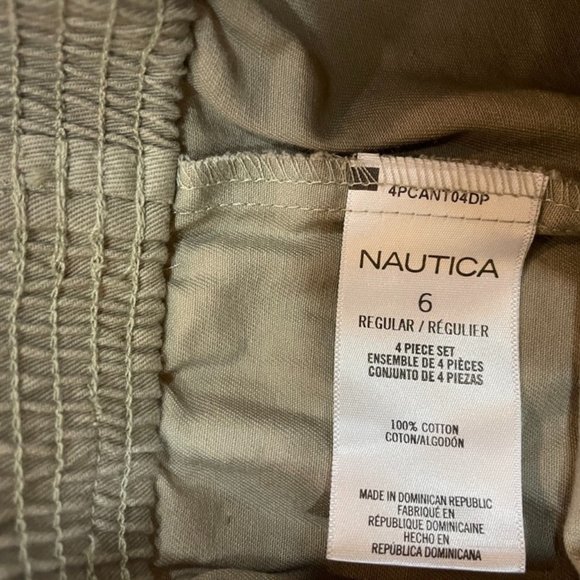 4PCANT04DP
NAUTICA
6
REGULAR / RÉGULIER
4 PIECE SET
ENSEMBLE DE 4 PIÈCES
CONJUNTO DE 4 PIEZAS
100% COTTON
COTON/ALGODÓN
MADE IN DOMINICAN REPUBLIC
FABRIQUÉ EN
RÉPUBLIQUE DOMINICAINE
HECHO EN
REPÚBLICA DOMINICANA